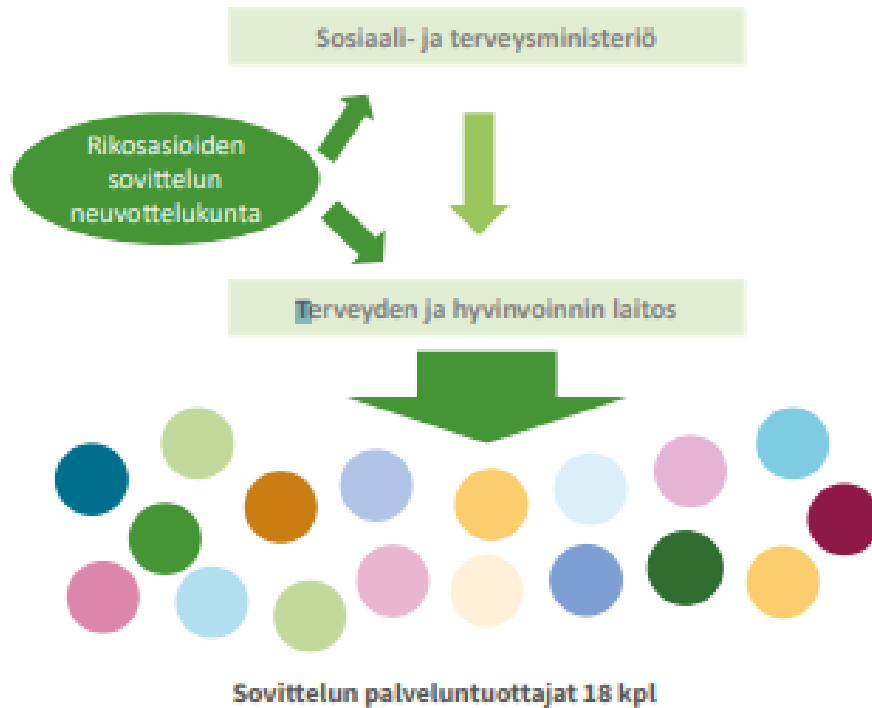 Sosiaali- ja terveysministeriö
Rikosasioiden
sovittelun
neuvottelukunta
Terveyden ja hyvinvoinnin laitos
Sovittelun palveluntuottajat 18 kpl